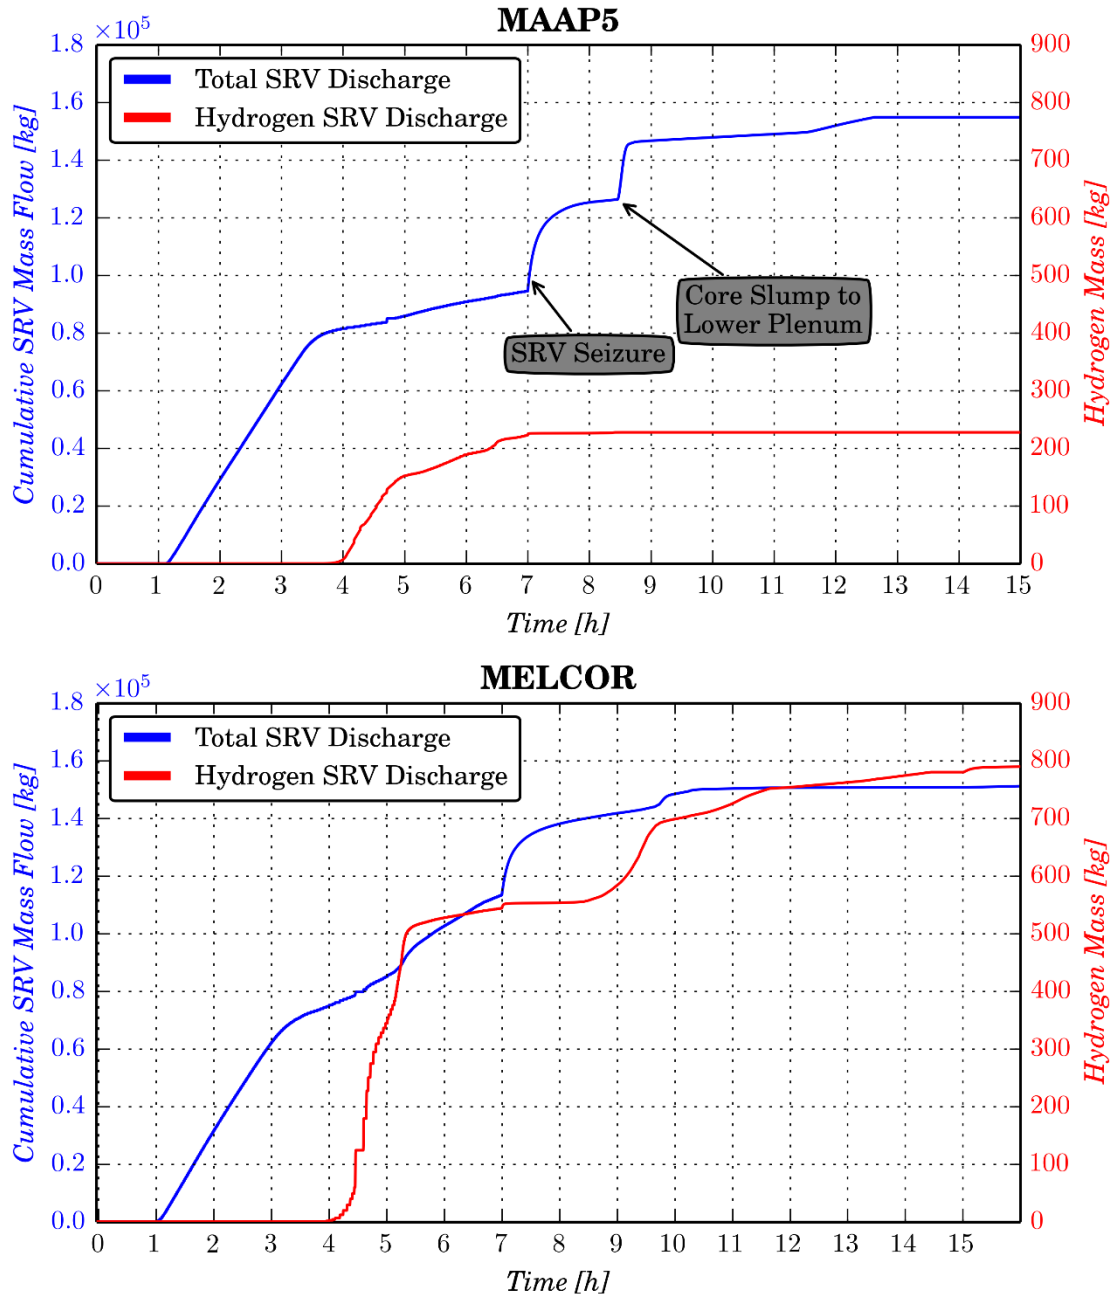 MAAP5
×10⁵
Total SRV Discharge
Hydrogen SRV Discharge
Cumulative SRV Mass Flow [kg]
1.8
1.6
1.4
1.2
1.0
0.8
0.6
0.4
0.2
0.0
SRV Seizure
Core Slump to
Lower Plenum
900
800
700
600
500
400
300
200
100
0
Hydrogen Mass [kg]
0 1 2 3 4 5 6 7 8 9 10 11 12 13 14 15
Time [h]
MELCOR
×10⁵
Total SRV Discharge
Hydrogen SRV Discharge
Cumulative SRV Mass Flow [kg]
1.8
1.6
1.4
1.2
1.0
0.8
0.6
0.4
0.2
0.0
900
800
700
600
500
400
300
200
100
0
Hydrogen Mass [kg]
0 1 2 3 4 5 6 7 8 9 10 11 12 13 14 15
Time [h]